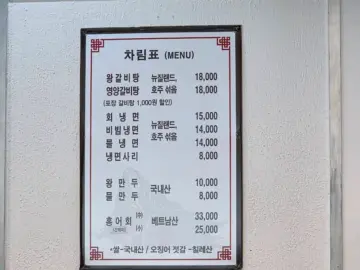 차림표 (MENU)
왕갈비탕 뉴질랜드, 18,000
영양갈비탕 호주 섞음 18,000
(포장 갈비탕 1,000원 할인)
회냉면 뉴질랜드, 15,000
비빔냉면 호주 섞음 14,000
물냉면 14,000
냉면사리 8,000
왕만두 국내산 10,000
물만두 8,000
홍어회 베트남산 33,000
25,000
*쌀-국내산 / 오징어 젓갈-칠레산